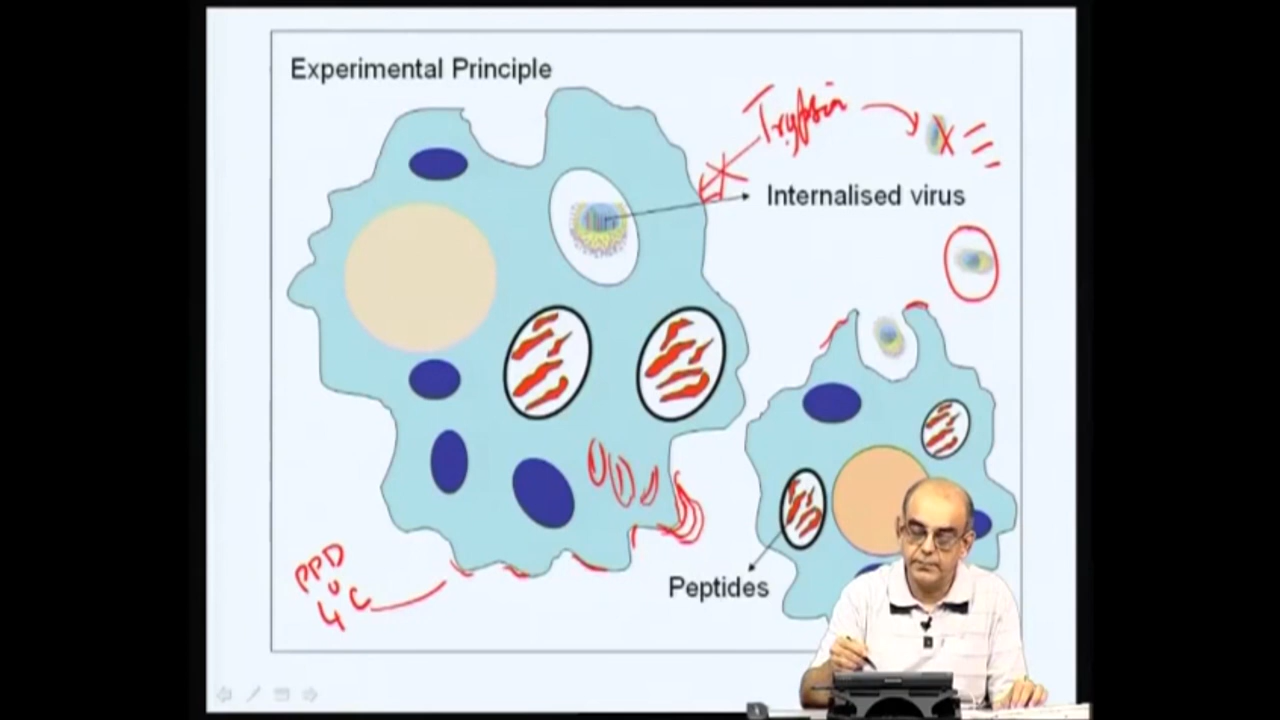 Experimental Principle
Trypsin
Internalised virus
PPD
4°C
Peptides